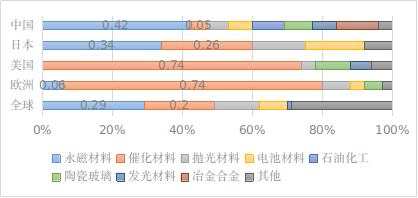 中国 0.42 0.05
日本 0.34 0.26
美国 0.74
欧洲 0.06 0.74
全球 0.29 0.2
0% 20% 40% 60% 80% 100%
永磁材料 催化材料 抛光材料 电池材料 石油化工
陶瓷玻璃 发光材料 冶金合金 其他